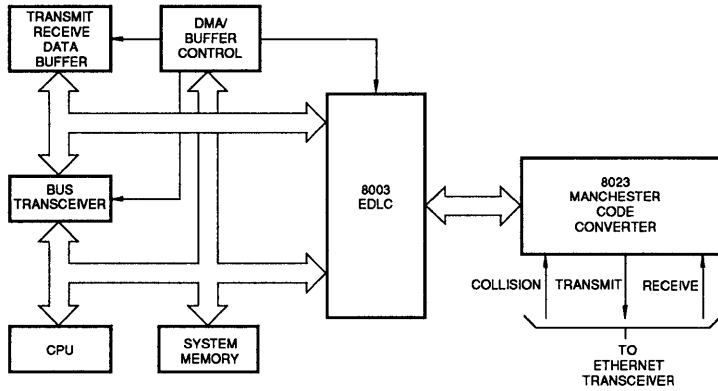 TRANSMIT
RECEIVE
DATA
BUFFER
DMA/
BUFFER
CONTROL
8003
EDLC
8023
MANCHESTER
CODE
CONVERTER
BUS
TRANSCEIVER
COLLISION
TRANSMIT
RECEIVE
CPU
SYSTEM
MEMORY
TO
ETHERNET
TRANSCEIVER